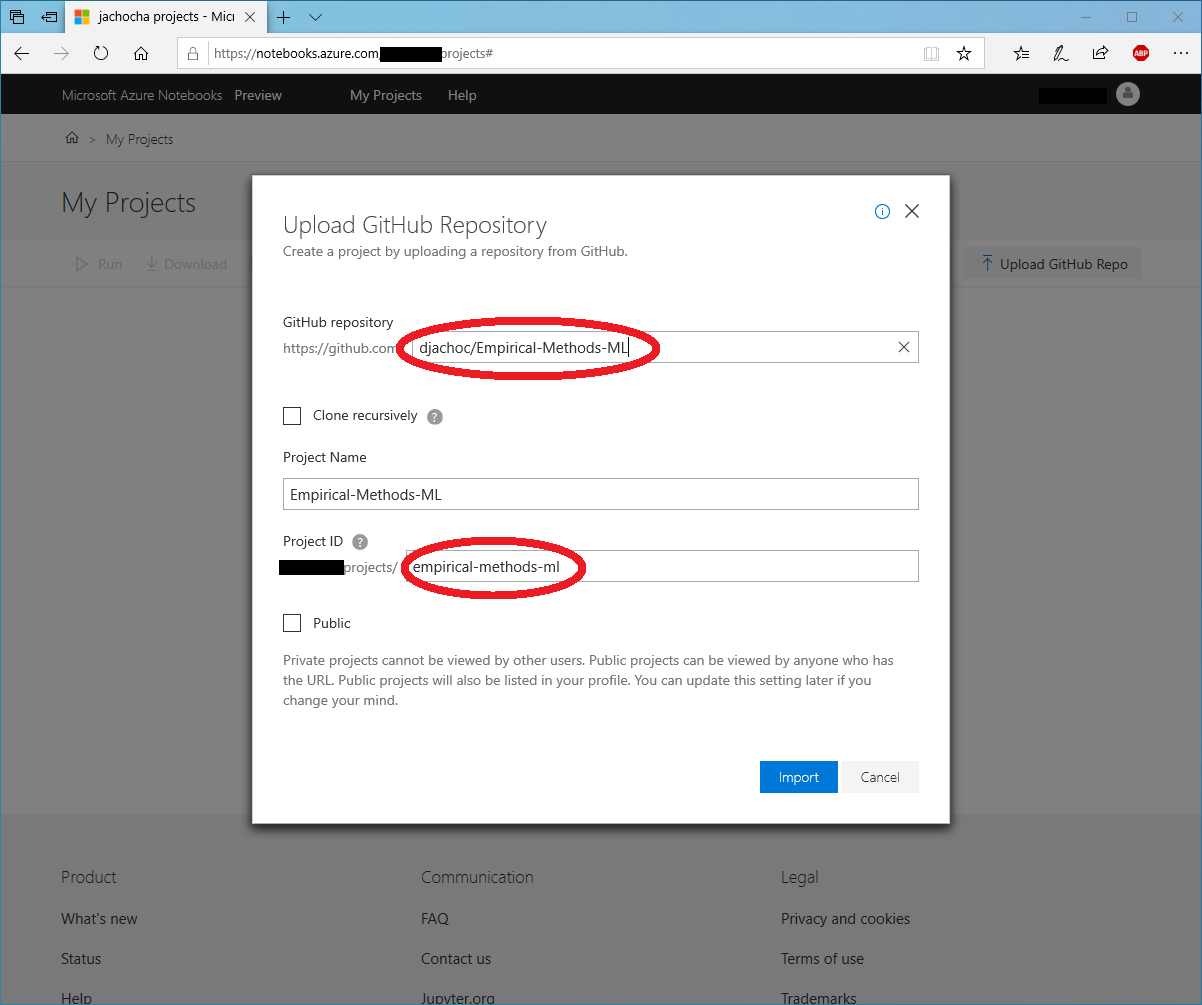 jachocha projects - Micr
https://notebooks.azure.com/ projects#
ABP
Microsoft Azure Notebooks Preview My Projects Help
> My Projects
My Projects
Run Download Upload GitHub Repo
Upload GitHub Repository
Create a project by uploading a repository from GitHub.
GitHub repository
https://github.com djachoc/Empirical-Methods-ML
Clone recursively ?
Project Name
Empirical-Methods-ML
Project ID ?
projects/ empirical-methods-ml
Public
Private projects cannot be viewed by other users. Public projects can be viewed by anyone who has
the URL. Public projects will also be listed in your profile. You can update this setting later if you
change your mind.
Import Cancel
Product Communication Legal
What's new FAQ Privacy and cookies
Status Contact us Terms of use
Help Jupyter.org Trademarks